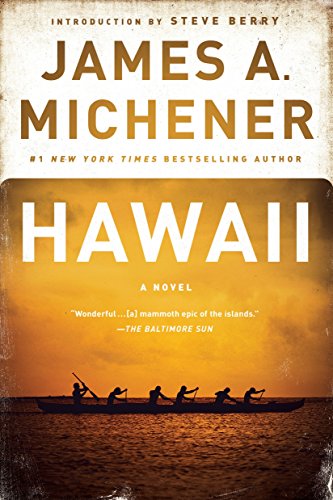 INTRODUCTION BY STEVE BERRY
JAMES A.
MICHENER
#1 NEW YORK TIMES BESTSELLING AUTHOR
HAWAII
A NOVEL
"Wonderful ... [a] mammoth epic of the islands."
—THE BALTIMORE SUN